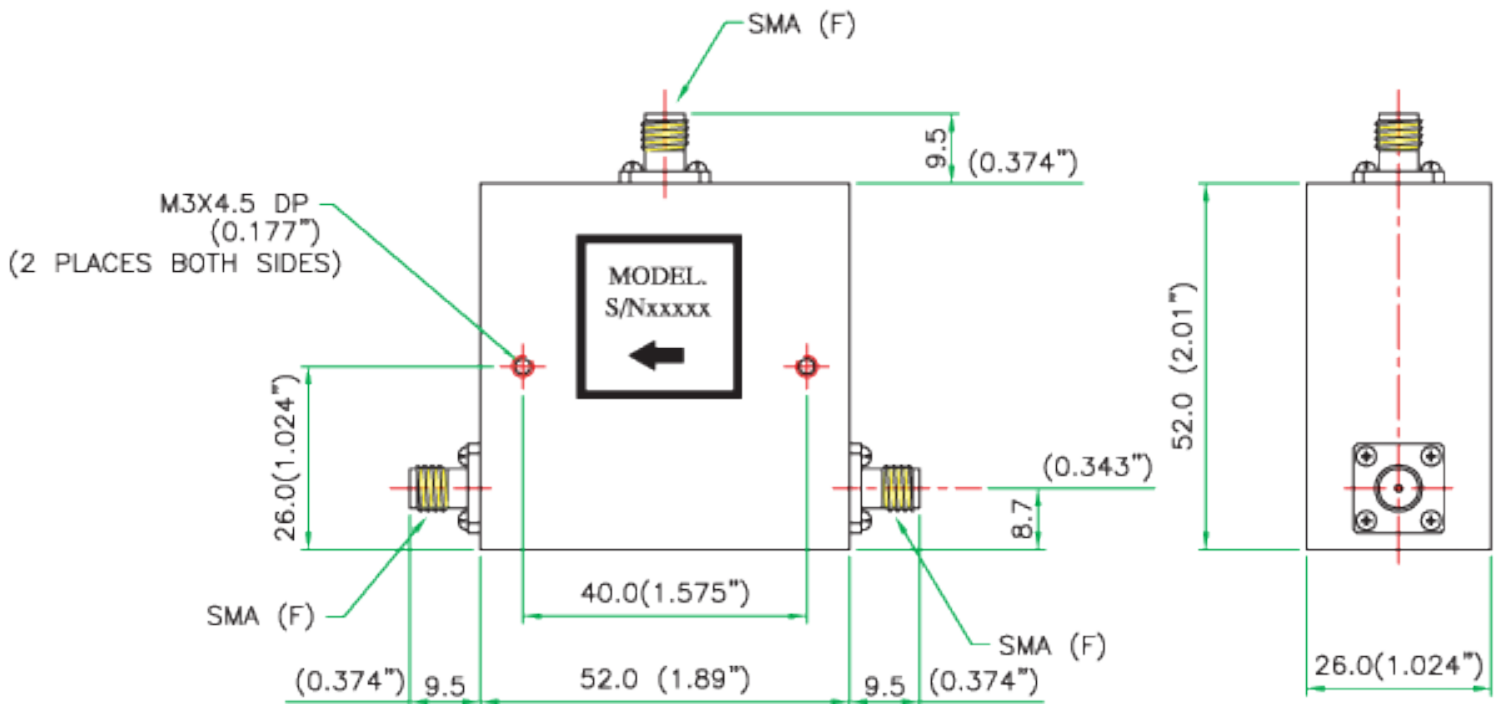 SMA (F)
9.5
(0.374")
M3X4.5 DP
(0.177")
(2 PLACES BOTH SIDES)
MODEL.
S/Nxxxxx
26.0(1.024")
52.0 (2.01")
(0.343")
8.7
40.0(1.575")
SMA (F)
SMA (F)
(0.374") 9.5
52.0 (1.89")
9.5 (0.374")
26.0(1.024")